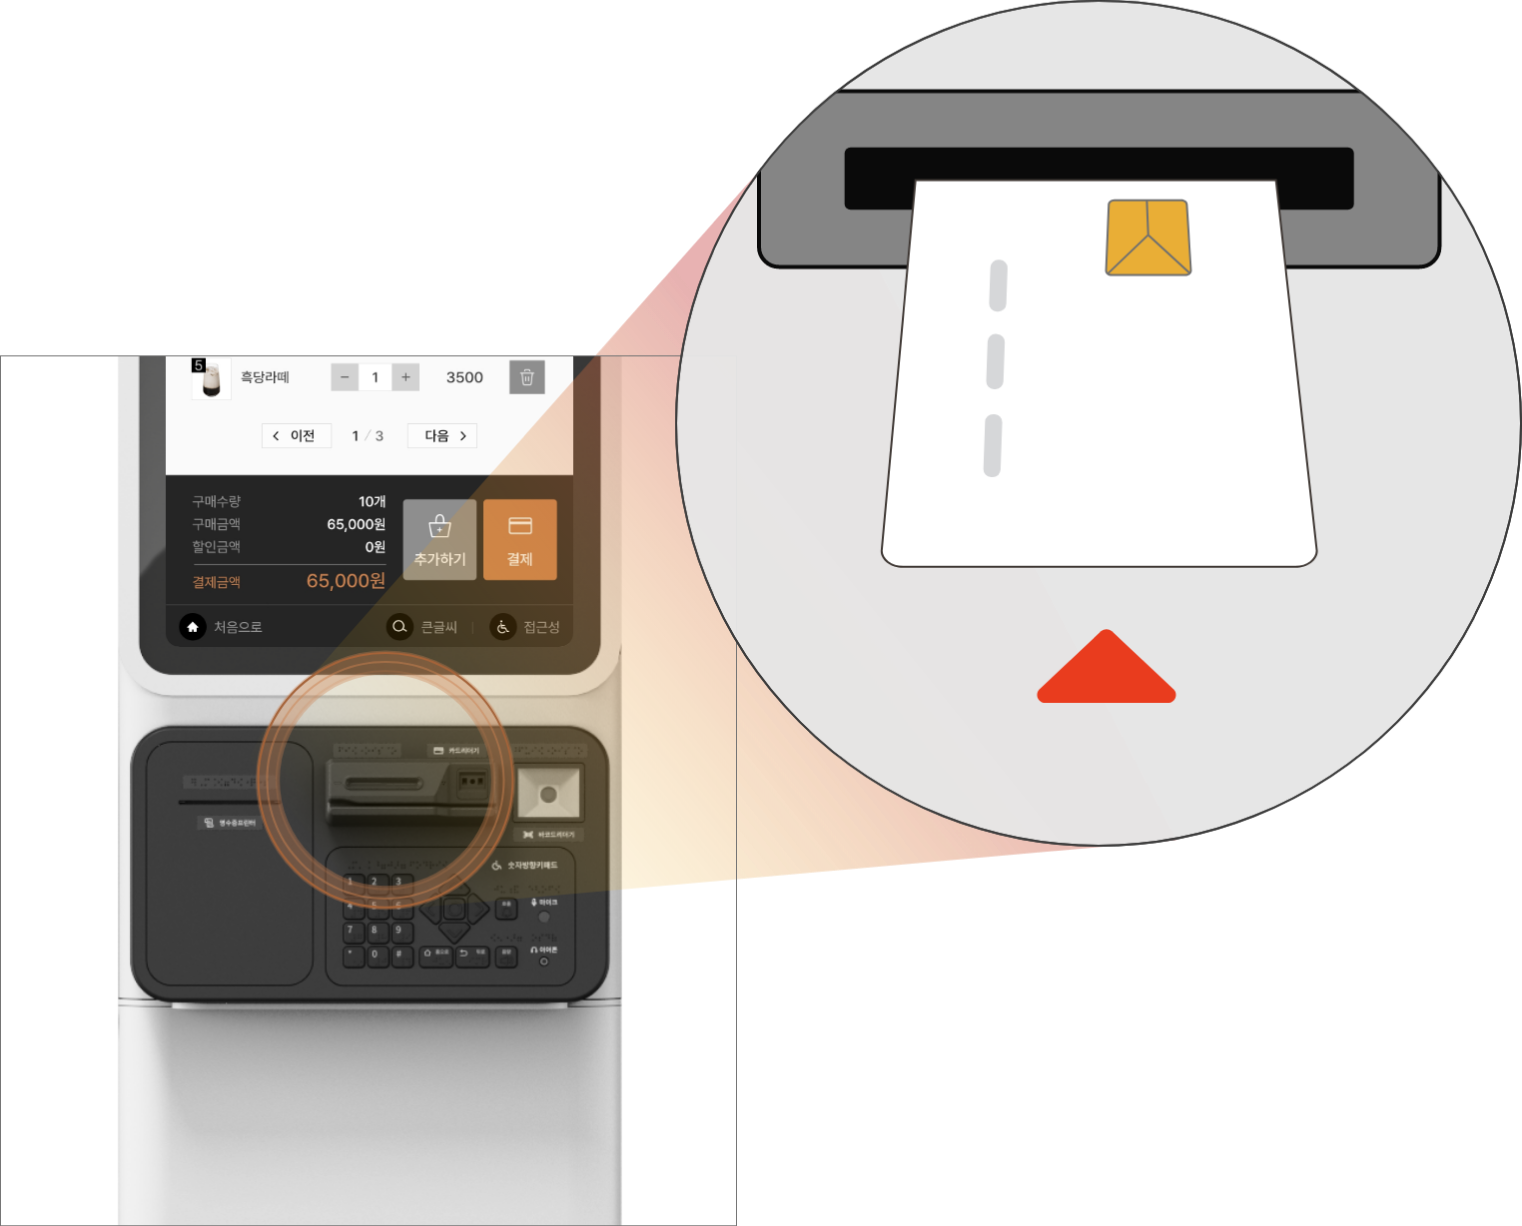 5 흑당라떼 − 1 + 3500
< 이전 1 / 3 다음 >
구매수량 10개
구매금액 65,000원
할인금액 0원
결제금액 65,000원
추가하기
결제
처음으로 큰글씨 | 접근성
카드리더기
영수증프린터
바코드리더기
숫자방향키패드
1 2 3
4 5 6
마이크
7 8 9
* 0 #
이어폰